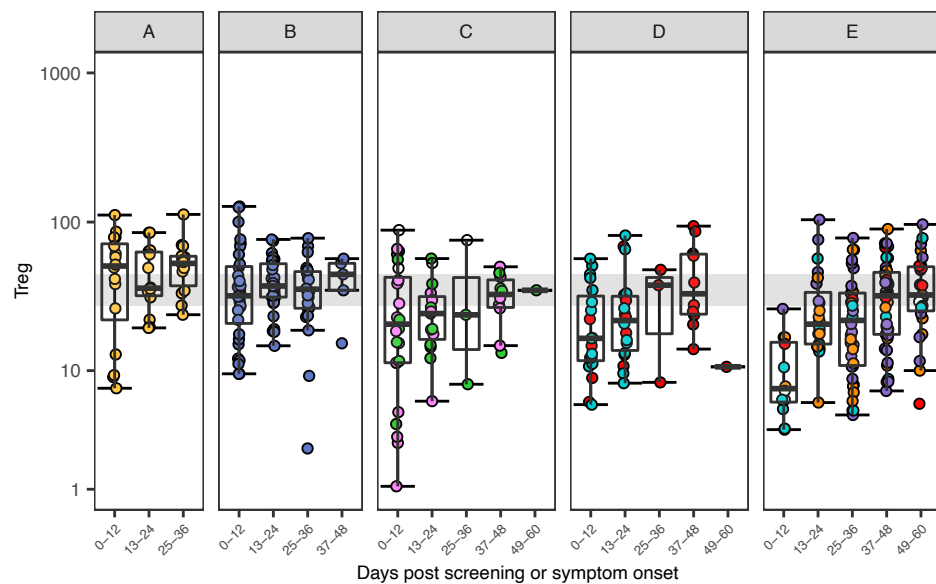 A B C D E
1000
100
10
1
Treg
0–12 13–24 25–36 0–12 13–24 25–36 37–48 0–12 13–24 25–36 37–48 49–60 0–12 13–24 25–36 37–48 49–60 0–12 13–24 25–36 37–48 49–60
Days post screening or symptom onset